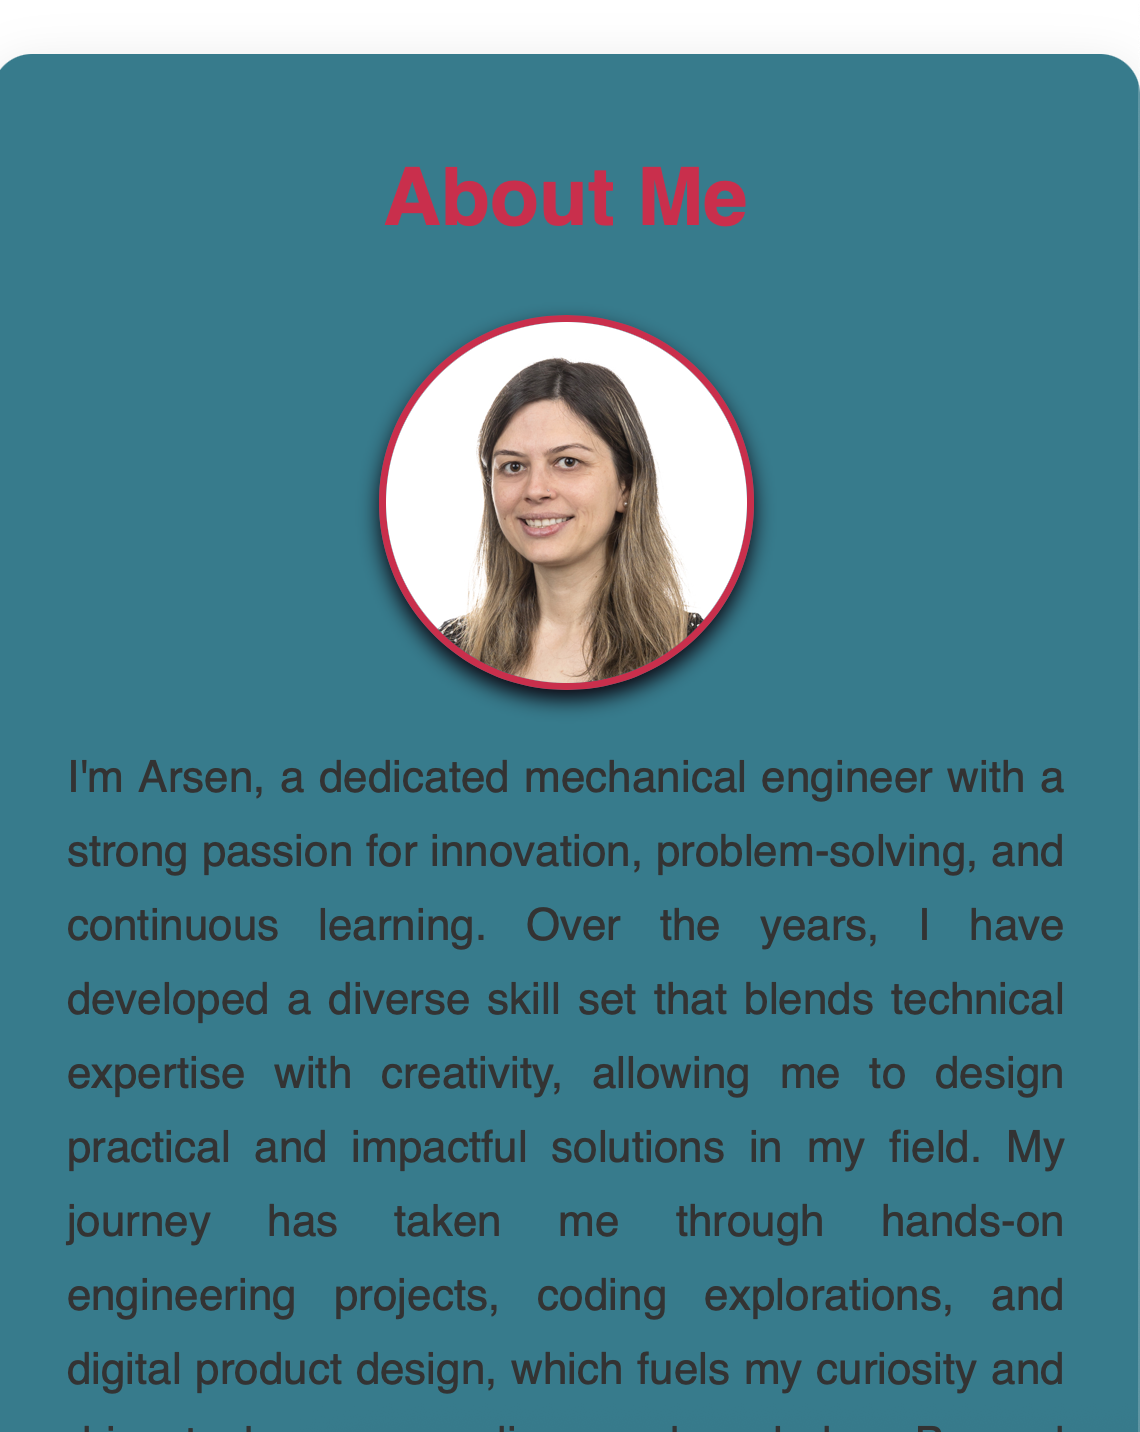 About Me
I'm Arsen, a dedicated mechanical engineer with a
strong passion for innovation, problem-solving, and
continuous learning. Over the years, I have
developed a diverse skill set that blends technical
expertise with creativity, allowing me to design
practical and impactful solutions in my field. My
journey has taken me through hands-on
engineering projects, coding explorations, and
digital product design, which fuels my curiosity and